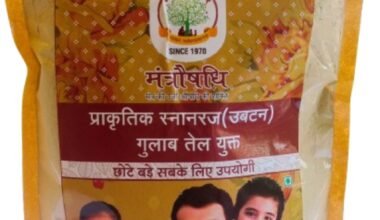 SINCE 1970
मंत्रौषधि
प्राकृतिक स्नानरज(उबटन)
गुलाब तेल युक्त
छोटे बड़े सबके लिए उपयोगी